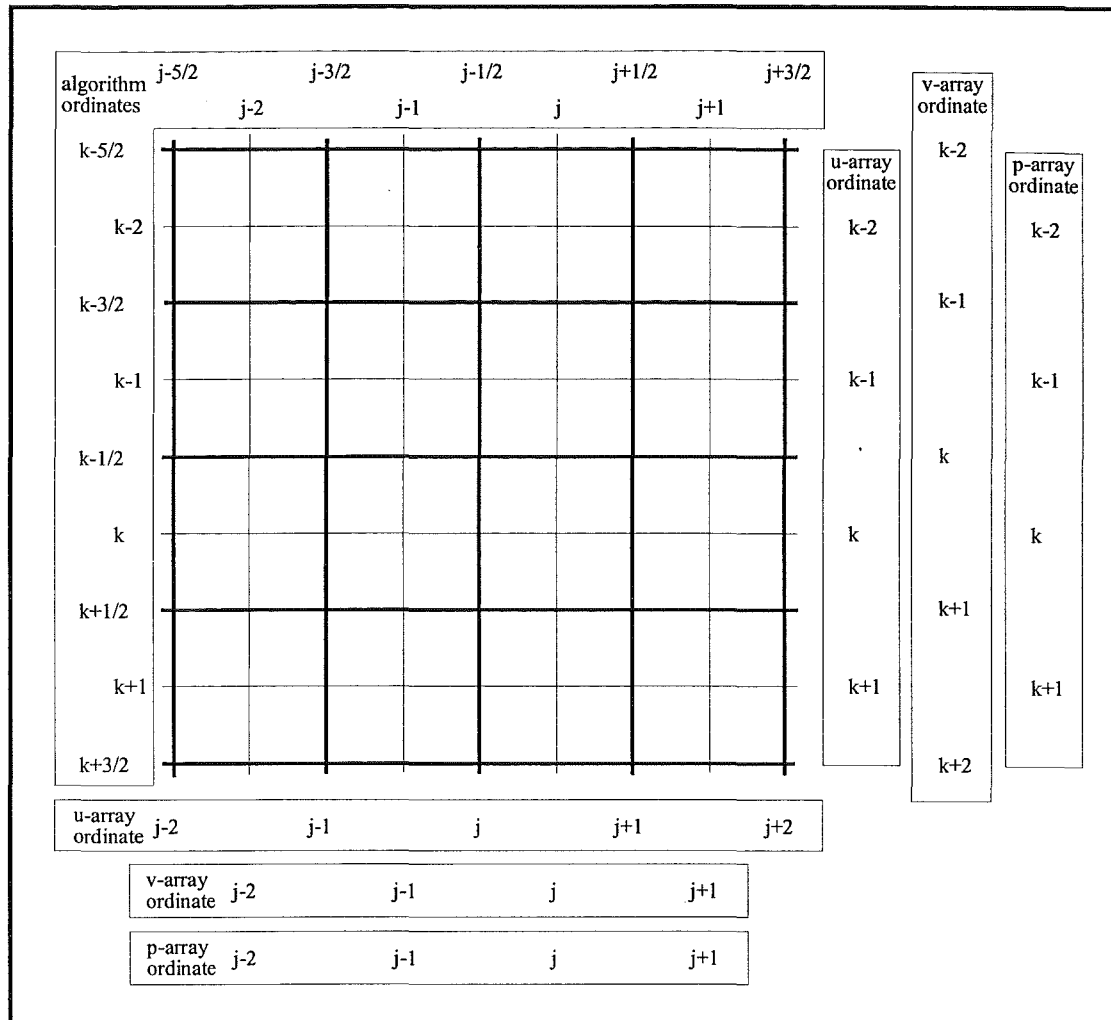 j-5/2 j-3/2 j-1/2 j+1/2 j+3/2
algorithm
ordinates
j-2 j-1 j j+1
v-array
ordinate
k-5/2
k-2
k-3/2
k-1
k-1/2
k
k+1/2
k+1
k+3/2
u-array
ordinate
k-2
k-1
k
k+1
k-2
k-1
k
k+1
k+2
p-array
ordinate
k-2
k-1
k
k+1
u-array
ordinate
j-2 j-1 j j+1 j+2
v-array
ordinate
j-2 j-1 j j+1
p-array
ordinate
j-2 j-1 j j+1